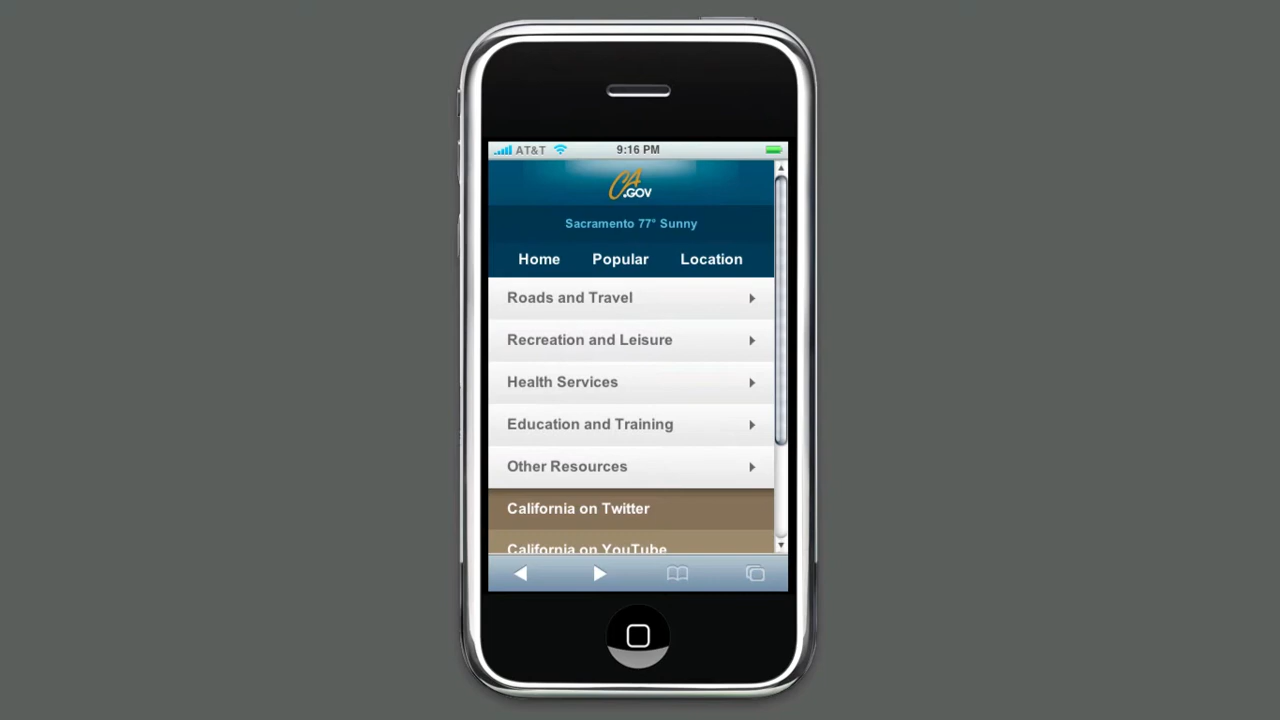 AT&T 9:16 PM
CA.GOV
Sacramento 77° Sunny
Home Popular Location
Roads and Travel
Recreation and Leisure
Health Services
Education and Training
Other Resources
California on Twitter
California on YouTube